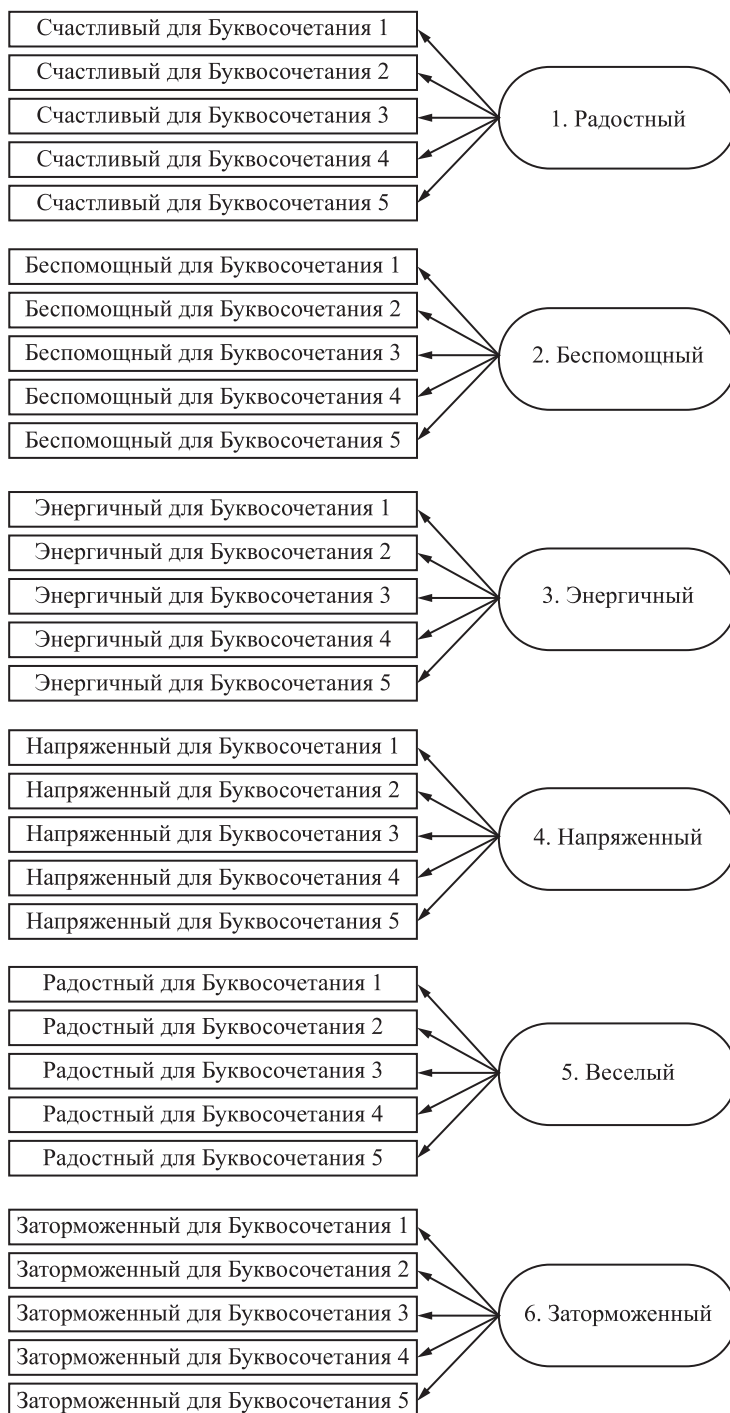 Счастливый для Буквосочетания 1
Счастливый для Буквосочетания 2
Счастливый для Буквосочетания 3
Счастливый для Буквосочетания 4
Счастливый для Буквосочетания 5
1. Радостный
Беспомощный для Буквосочетания 1
Беспомощный для Буквосочетания 2
Беспомощный для Буквосочетания 3
Беспомощный для Буквосочетания 4
Беспомощный для Буквосочетания 5
2. Беспомощный
Энергичный для Буквосочетания 1
Энергичный для Буквосочетания 2
Энергичный для Буквосочетания 3
Энергичный для Буквосочетания 4
Энергичный для Буквосочетания 5
3. Энергичный
Напряженный для Буквосочетания 1
Напряженный для Буквосочетания 2
Напряженный для Буквосочетания 3
Напряженный для Буквосочетания 4
Напряженный для Буквосочетания 5
4. Напряженный
Радостный для Буквосочетания 1
Радостный для Буквосочетания 2
Радостный для Буквосочетания 3
Радостный для Буквосочетания 4
Радостный для Буквосочетания 5
5. Веселый
Заторможенный для Буквосочетания 1
Заторможенный для Буквосочетания 2
Заторможенный для Буквосочетания 3
Заторможенный для Буквосочетания 4
Заторможенный для Буквосочетания 5
6. Заторможенный